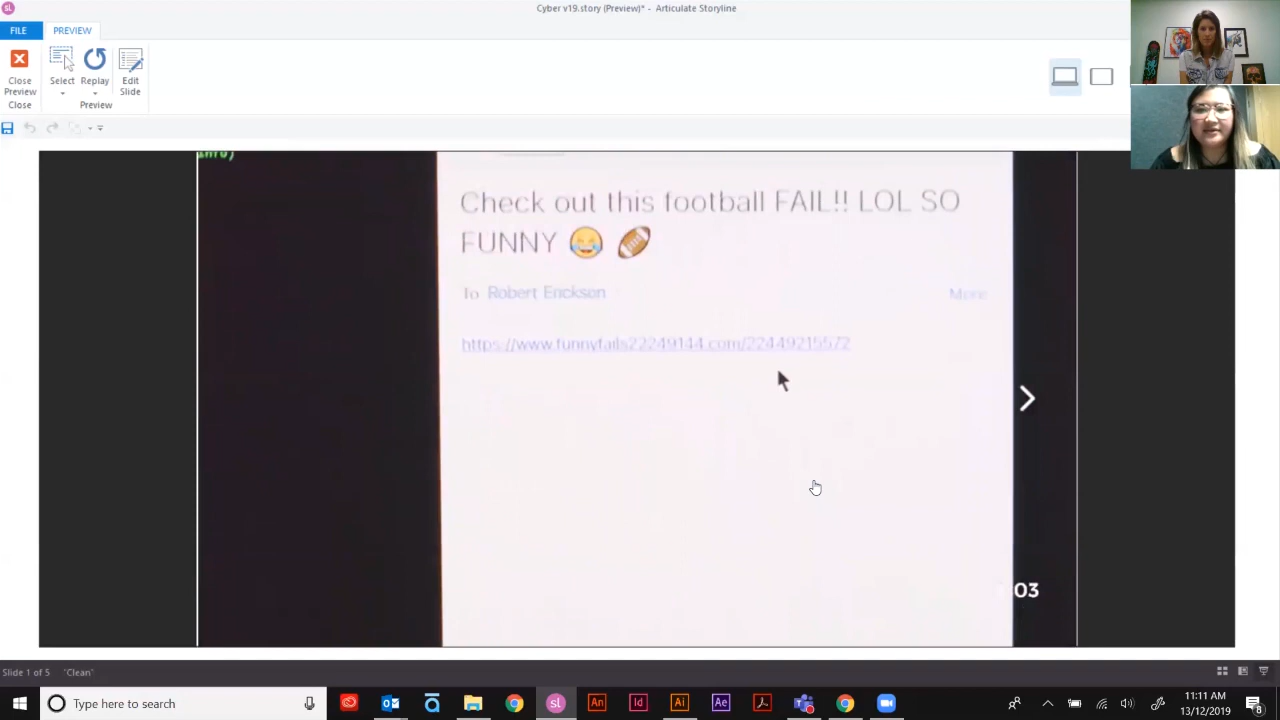 Cyber v19.story (Preview)* - Articulate Storyline
FILE
PREVIEW
Close Preview
Select
Replay
Edit Slide
Close
Preview
Check out this football FAIL!! LOL SO
FUNNY 😂 🏈
To Robert Erickson
More
https://www.funnyfails22249144.com/22449215572
03
Slide 1 of 5
"Clean"
Type here to search
11:11 AM
13/12/2019
8